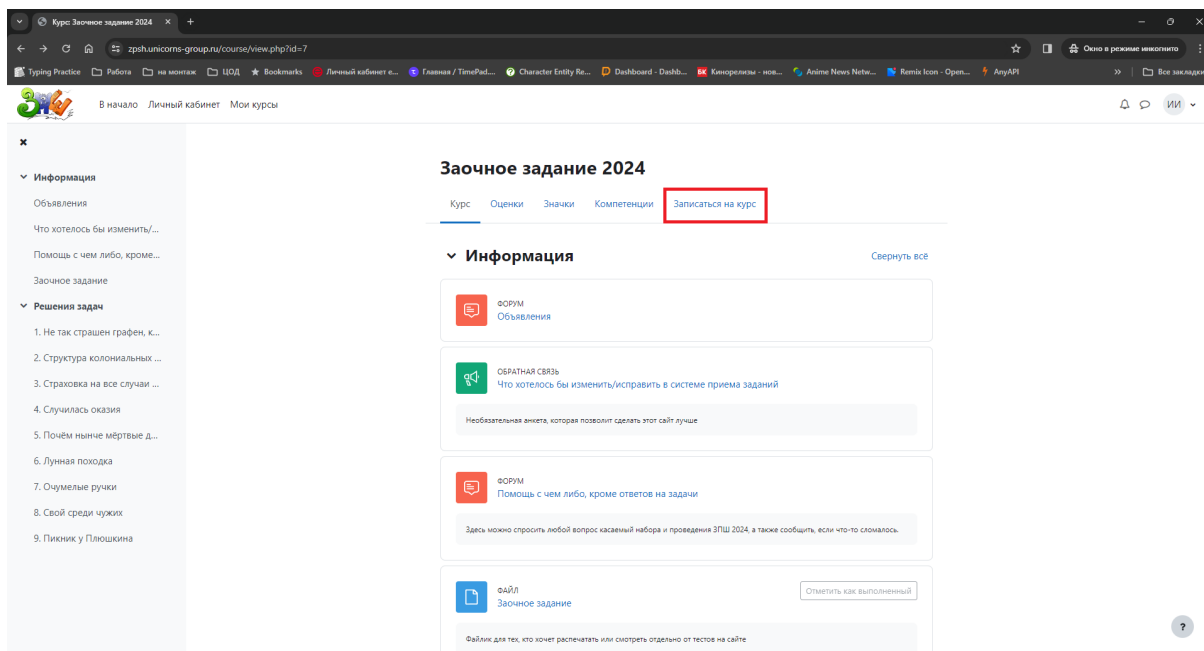 Курс: Заочное задание 2024
zpsh.unicorns-group.ru/course/view.php?id=7
Окно в режиме инкогнито
Typing Practice Работа на монтаж ЦОД Bookmarks Личный кабинет е... Главная / TimePad.... Character Entity Re... Dashboard - Dashb... Кинорелизы - нов... Anime News Netw... Remix Icon - Open... AnyAPI » Все закладки
В начало Личный кабинет Мои курсы ИИ
Заочное задание 2024
Курс Оценки Значки Компетенции Записаться на курс
Информация
Объявления
Что хотелось бы изменить/...
Помощь с чем либо, кроме...
Заочное задание
Решения задач
1. Не так страшен графен, к...
2. Структура колониальных ...
3. Страховка на все случаи ...
4. Случилась оказия
5. Почём нынче мёртвые д...
6. Лунная походка
7. Очумелые ручки
8. Свой среди чужих
9. Пикник у Плюшкина
Информация Свернуть всё
ФОРУМ
Объявления
ОБРАТНАЯ СВЯЗЬ
Что хотелось бы изменить/исправить в системе приема заданий
Необязательная анкета, которая позволит сделать этот сайт лучше
ФОРУМ
Помощь с чем либо, кроме ответов на задачи
Здесь можно спросить любой вопрос касаемый набора и проведения ЗПШ 2024, а также сообщить, если что-то сломалось.
ФАЙЛ
Заочное задание
Отметить как выполненный
Файлик для тех, кто хочет распечатать или смотреть отдельно от тестов на сайте
?